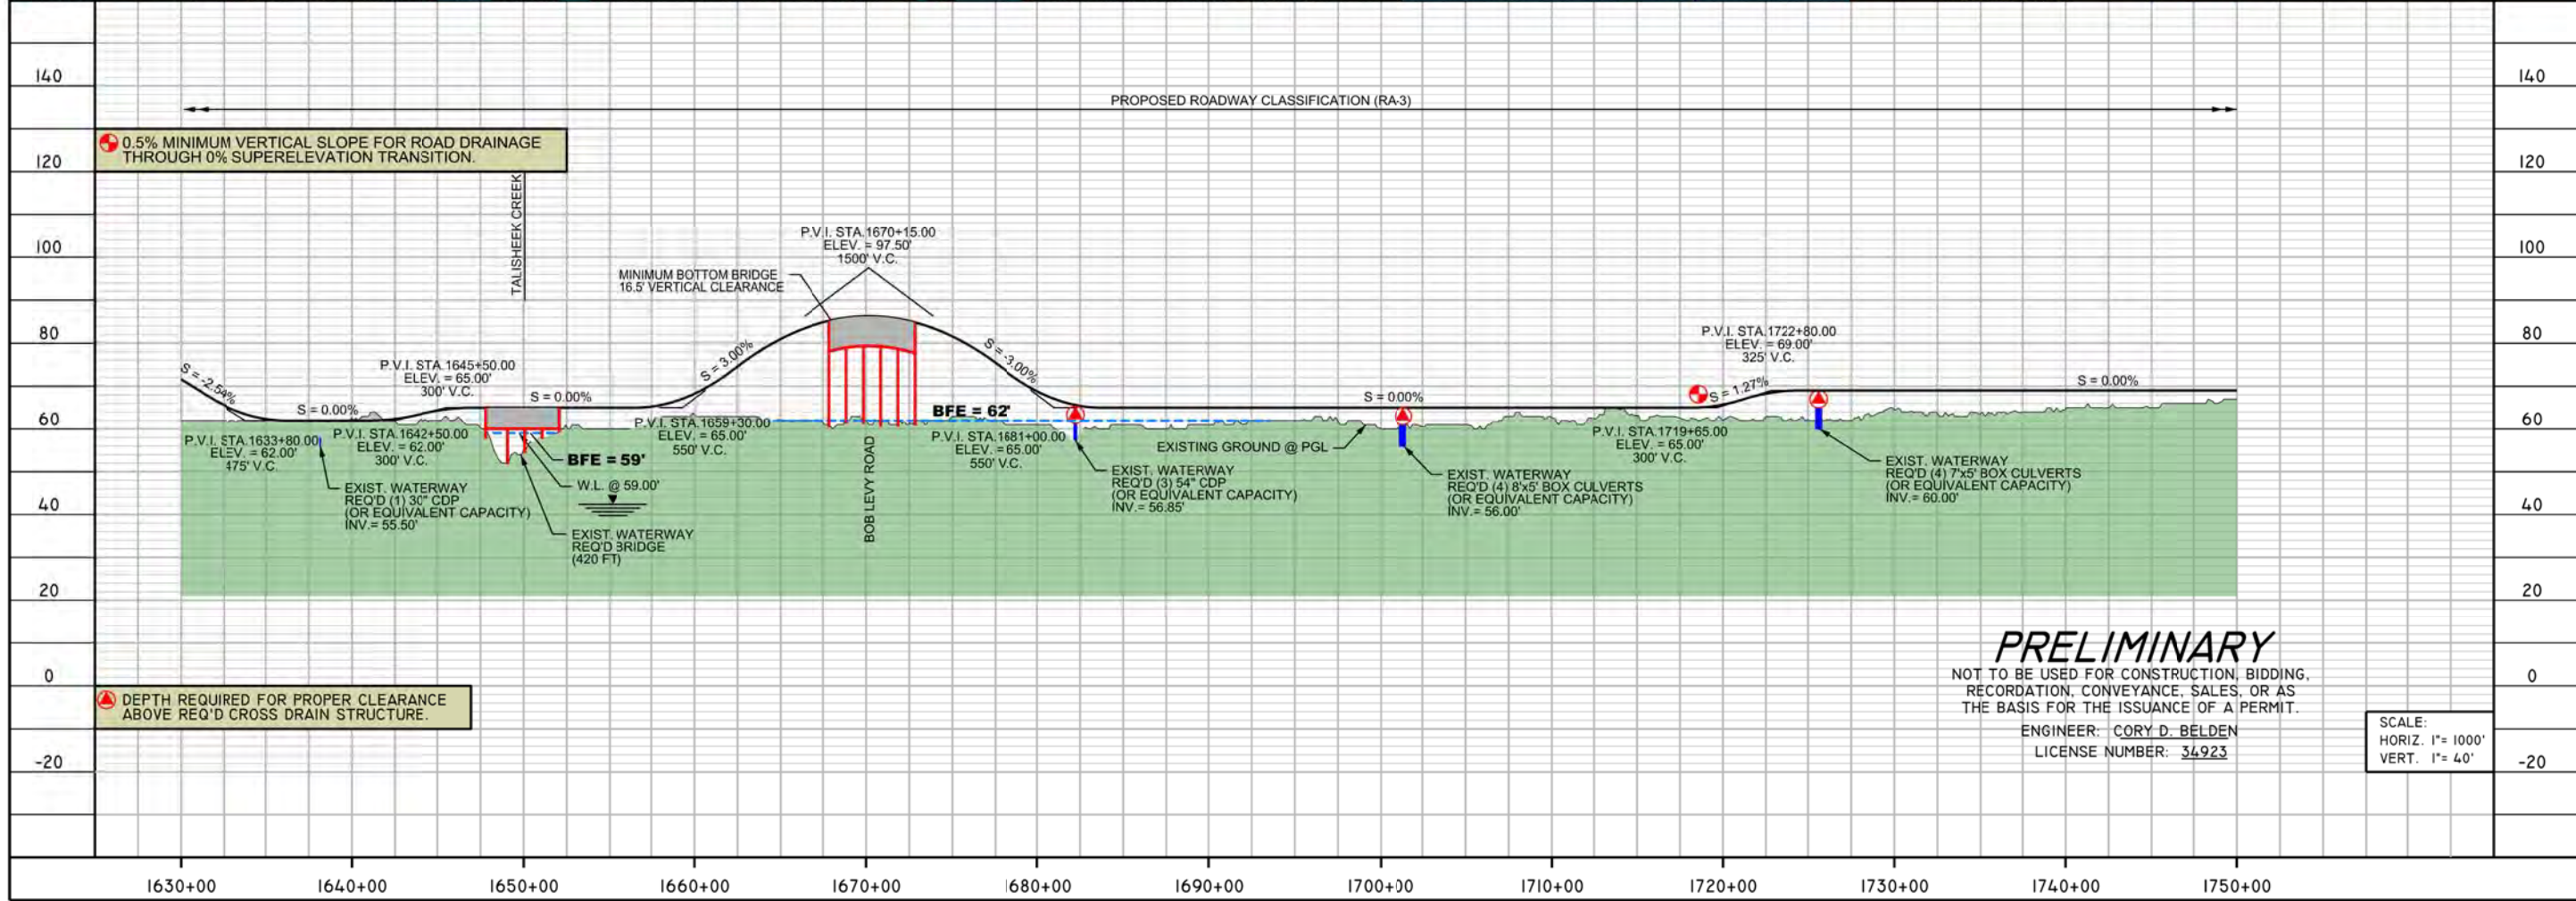 140
120
100
80
60
40
20
0
-20
140
120
100
80
60
40
20
0
-20
PROPOSED ROADWAY CLASSIFICATION (RA-3)
0.5% MINIMUM VERTICAL SLOPE FOR ROAD DRAINAGE
THROUGH 0% SUPERELEVATION TRANSITION.
TALISHEEK CREEK
P.V.I. STA.1670+15.00
ELEV. = 97.50'
1500' V.C.
MINIMUM BOTTOM BRIDGE
16.5' VERTICAL CLEARANCE
S = -2.54%
P.V.I. STA.1645+50.00
ELEV. = 65.00'
300' V.C.
S = 0.00%
S = 0.00%
S = 3.00%
S = -3.00%
S = 0.00%
P.V.I. STA.1722+80.00
ELEV. = 69.00'
325' V.C.
S = 1.27%
S = 0.00%
P.V.I. STA.1633+80.00
ELEV. = 62.00'
475' V.C.
P.V.I. STA.1642+50.00
ELEV. = 62.00'
300' V.C.
P.V.I. STA.1659+30.00
ELEV. = 65.00'
550' V.C.
BFE = 62'
P.V.I. STA.1681+00.00
ELEV. = 65.00'
550' V.C.
EXISTING GROUND @ PGL
P.V.I. STA.1719+65.00
ELEV. = 65.00'
300' V.C.
BFE = 59'
W.L. @ 59.00'
EXIST. WATERWAY
REQ'D (1) 30" CDP
(OR EQUIVALENT CAPACITY)
INV.= 55.50'
EXIST. WATERWAY
REQ'D BRIDGE
(420 FT)
BOB LEVY ROAD
EXIST. WATERWAY
REQ'D (3) 54" CDP
(OR EQUIVALENT CAPACITY)
INV.= 56.85'
EXIST. WATERWAY
REQ'D (4) 8'x5' BOX CULVERTS
(OR EQUIVALENT CAPACITY)
INV.= 56.00'
EXIST. WATERWAY
REQ'D (4) 7'x5' BOX CULVERTS
(OR EQUIVALENT CAPACITY)
INV.= 60.00'
DEPTH REQUIRED FOR PROPER CLEARANCE
ABOVE REQ'D CROSS DRAIN STRUCTURE.
PRELIMINARY
NOT TO BE USED FOR CONSTRUCTION, BIDDING,
RECORDATION, CONVEYANCE, SALES, OR AS
THE BASIS FOR THE ISSUANCE OF A PERMIT.
ENGINEER: CORY D. BELDEN
LICENSE NUMBER: 34923
SCALE:
HORIZ. 1"= 1000'
VERT. 1"= 40'
1630+00
1640+00
1650+00
1660+00
1670+00
1680+00
1690+00
1700+00
1710+00
1720+00
1730+00
1740+00
1750+00